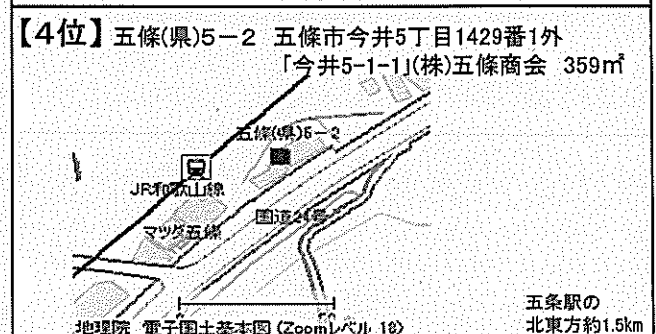 【4位】 五條(県)5-2 五條市今井5丁目1429番1外
「今井5-1-1」(株)五條商会 359㎡
五條(県)5-2
JR和歌山線
国道24号
マツダ五條
地理院 電子国土基本図 (Zoomレベル 18)
五条駅の
北東方約1.5km